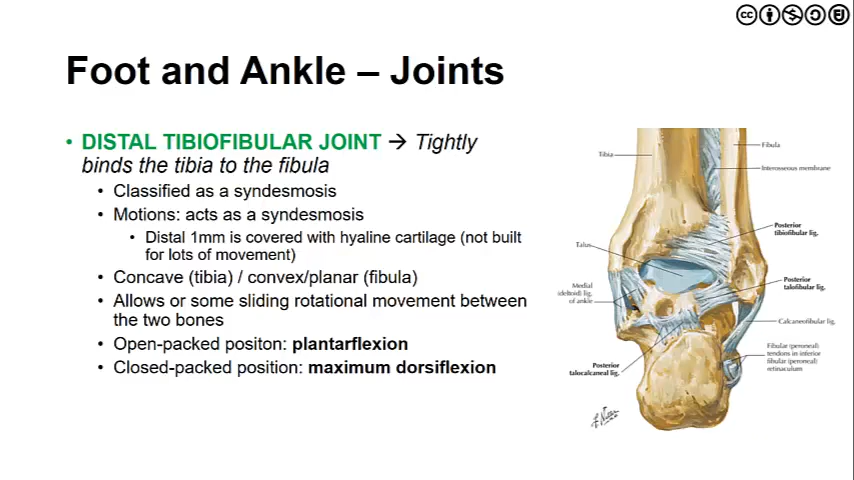 Foot and Ankle – Joints
• DISTAL TIBIOFIBULAR JOINT → Tightly
binds the tibia to the fibula
• Classified as a syndesmosis
• Motions: acts as a syndesmosis
• Distal 1mm is covered with hyaline cartilage (not built
for lots of movement)
• Concave (tibia) / convex/planar (fibula)
• Allows or some sliding rotational movement between
the two bones
• Open-packed positon: plantarflexion
• Closed-packed position: maximum dorsiflexion
Tibia
Fibula
Interosseous membrane
Posterior
tibiofibular lig.
Talus
Posterior
talofibular lig.
Medial
(deltoid) lig.
of ankle
Calcaneofibular lig.
Fibular (peroneal)
tendons in inferior
fibular (peroneal)
retinaculum
Posterior
talocalcaneal lig.
cc